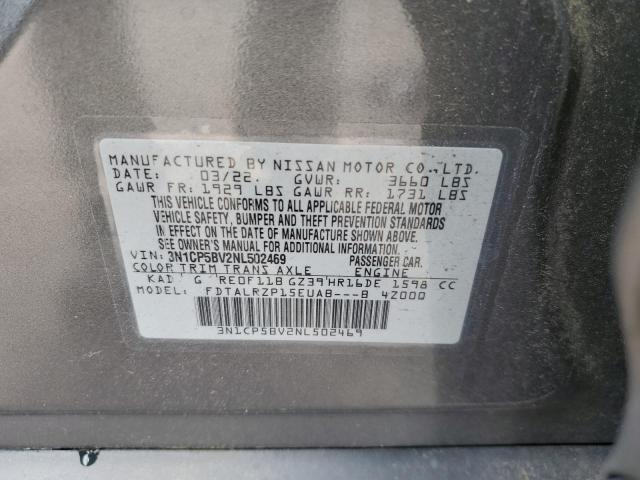 MANUFACTURED BY NISSAN MOTOR CO.,LTD.
DATE: 03/22. GVWR: 3660 LBS
GAWR FR: 1929 LBS GAWR RR: 1731 LBS
THIS VEHICLE CONFORMS TO ALL APPLICABLE FEDERAL MOTOR
VEHICLE SAFETY, BUMPER AND THEFT PREVENTION STANDARDS
IN EFFECT ON THE DATE OF MANUFACTURE SHOWN ABOVE.
SEE OWNER'S MANUAL FOR ADDITIONAL INFORMATION.
VIN: 3N1CP5BV2NL502469 PASSENGER CAR.
COLOR TRIM TRANS AXLE ENGINE
KAD G RE0F11B GZ39 HR16DE 1598 CC
MODEL: FDTALRZP15EUAB---B 4Z000
3N1CP5BV2NL502469